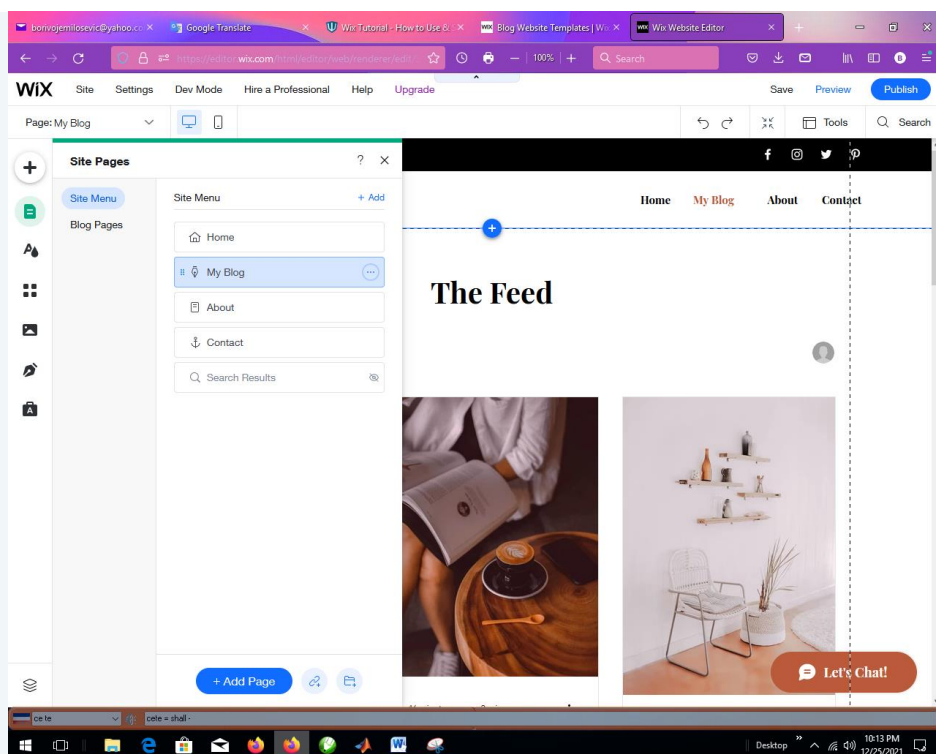 borivojemilosevic@yahoo.co
Google Translate
Wix Tutorial - How to Use &
Blog Website Templates | Wix
Wix Website Editor
https://editor.wix.com/html/editor/web/renderer/edit/
100%
Search
WiX Site Settings Dev Mode Hire a Professional Help Upgrade Save Preview Publish
Page: My Blog Tools Search
Site Pages ?
Site Menu
Blog Pages
Site Menu + Add
Home
My Blog
About
Contact
Search Results
+ Add Page
Home My Blog About Contact
The Feed
Let's Chat!
ce te cete = shall -
Desktop
10:13 PM
12/25/2021